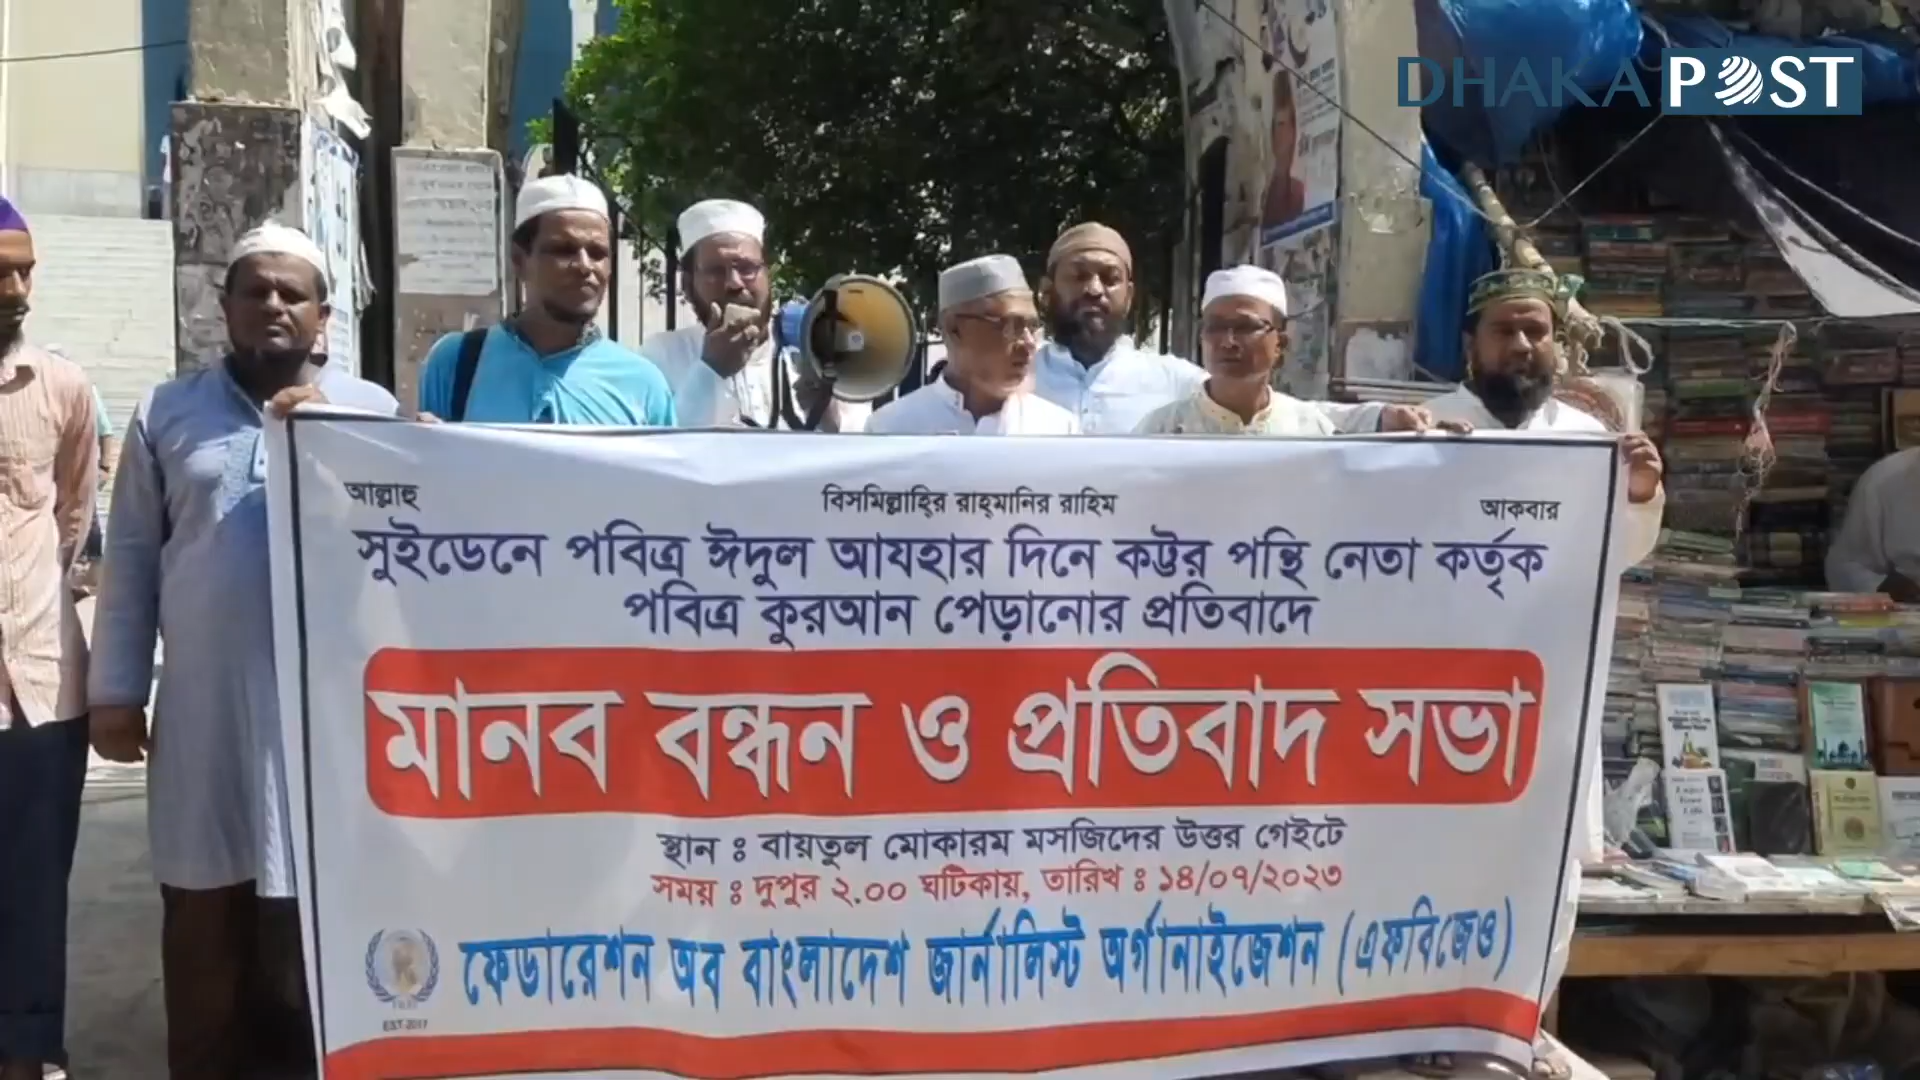 DHAKA POST
আল্লাহু বিসমিল্লাহির রাহমানির রাহিম আকবার
সুইডেনে পবিত্র ঈদুল আযহার দিনে কট্টর পন্থি নেতা কর্তৃক
পবিত্র কুরআন পেড়ানোর প্রতিবাদে
মানব বন্ধন ও প্রতিবাদ সভা
স্থান ঃ বায়তুল মোকারম মসজিদের উত্তর গেইটে
সময় ঃ দুপুর ২.০০ ঘটিকায়, তারিখ ঃ ১৪/০৭/২০২৩
ফেডারেশন অব বাংলাদেশ জার্নালিস্ট অর্গানাইজেশন (এফবিজেও)
EST-2017